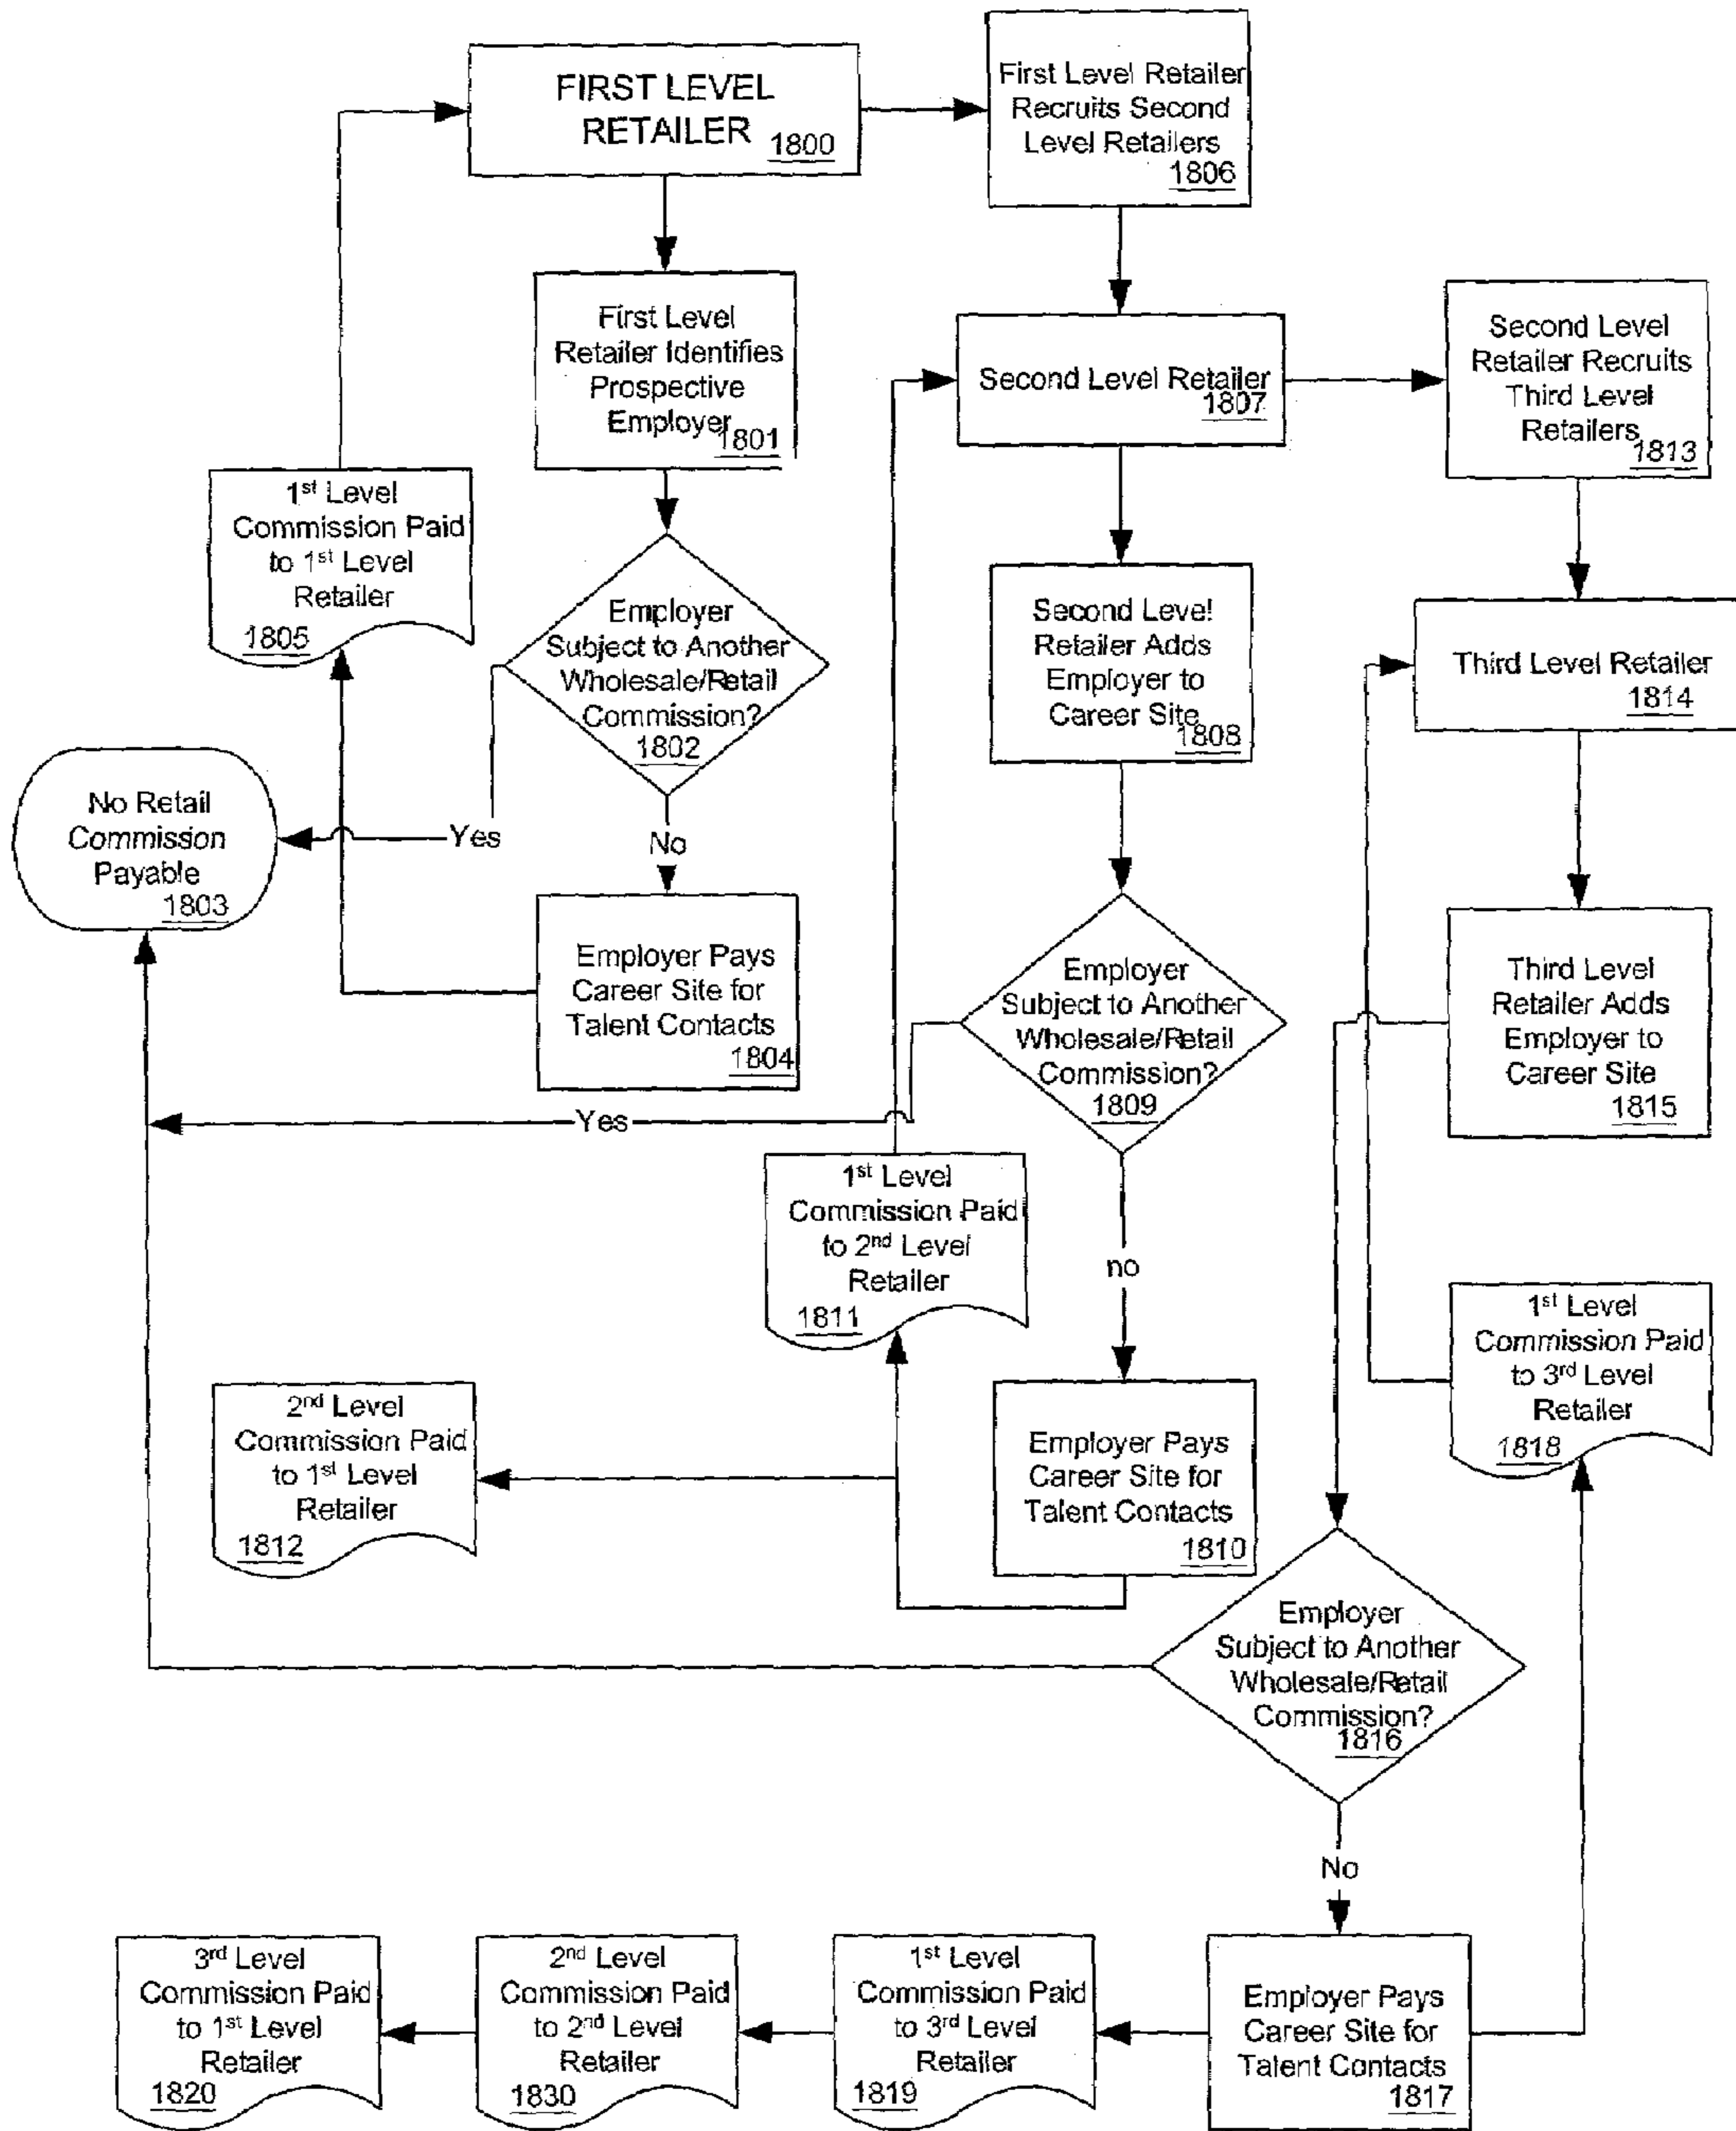 FIRST LEVEL
RETAILER
1800
First Level Retailer
Recruits Second
Level Retailers
1806
First Level
Retailer Identifies
Prospective
Employer
1801
Second Level Retailer
1807
Second Level
Retailer Recruits
Third Level
Retailers
1813
1st Level
Commission Paid
to 1st Level
Retailer
1805
Employer
Subject to Another
Wholesale/Retail
Commission?
1802
Second Level
Retailer Adds
Employer to
Career Site
1808
Third Level Retailer
1814
No Retail
Commission
Payable
1803
Yes
No
Employer Pays
Career Site for
Talent Contacts
1804
Employer
Subject to Another
Wholesale/Retail
Commission?
1809
Third Level
Retailer Adds
Employer to
Career Site
1815
Yes
1st Level
Commission Paid
to 2nd Level
Retailer
1811
no
1st Level
Commission Paid
to 3rd Level
Retailer
1818
2nd Level
Commission Paid
to 1st Level
Retailer
1812
Employer Pays
Career Site for
Talent Contacts
1810
Employer
Subject to Another
Wholesale/Retail
Commission?
1816
No
3rd Level
Commission Paid
to 1st Level
Retailer
1820
2nd Level
Commission Paid
to 2nd Level
Retailer
1830
1st Level
Commission Paid
to 3rd Level
Retailer
1819
Employer Pays
Career Site for
Talent Contacts
1817